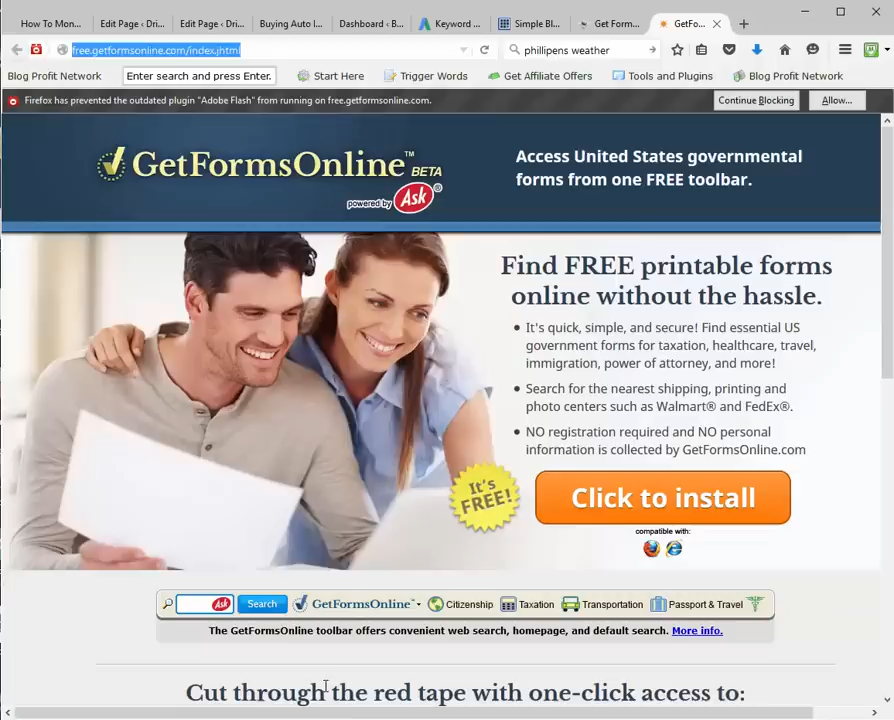 How To Mon...
Edit Page ‹ Dri...
Edit Page ‹ Dri...
Buying Auto I...
Dashboard ‹ B...
Keyword ...
Simple Bl...
Get Form...
GetFo...
free.getformsonline.com/index.jhtml
phillipens weather
Blog Profit Network
Enter search and press Enter.
Start Here
Trigger Words
Get Affiliate Offers
Tools and Plugins
Blog Profit Network
Firefox has prevented the outdated plugin "Adobe Flash" from running on free.getformsonline.com.
Continue Blocking
Allow...
GetFormsOnline™ BETA
powered by Ask®
Access United States governmental
forms from one FREE toolbar.
Find FREE printable forms
online without the hassle.
• It's quick, simple, and secure! Find essential US
government forms for taxation, healthcare, travel,
immigration, power of attorney, and more!
• Search for the nearest shipping, printing and
photo centers such as Walmart® and FedEx®.
• NO registration required and NO personal
information is collected by GetFormsOnline.com
It's
FREE!
Click to install
compatible with:
Ask
Search
GetFormsOnline™
Citizenship
Taxation
Transportation
Passport & Travel
The GetFormsOnline toolbar offers convenient web search, homepage, and default search. More info.
Cut through the red tape with one-click access to: